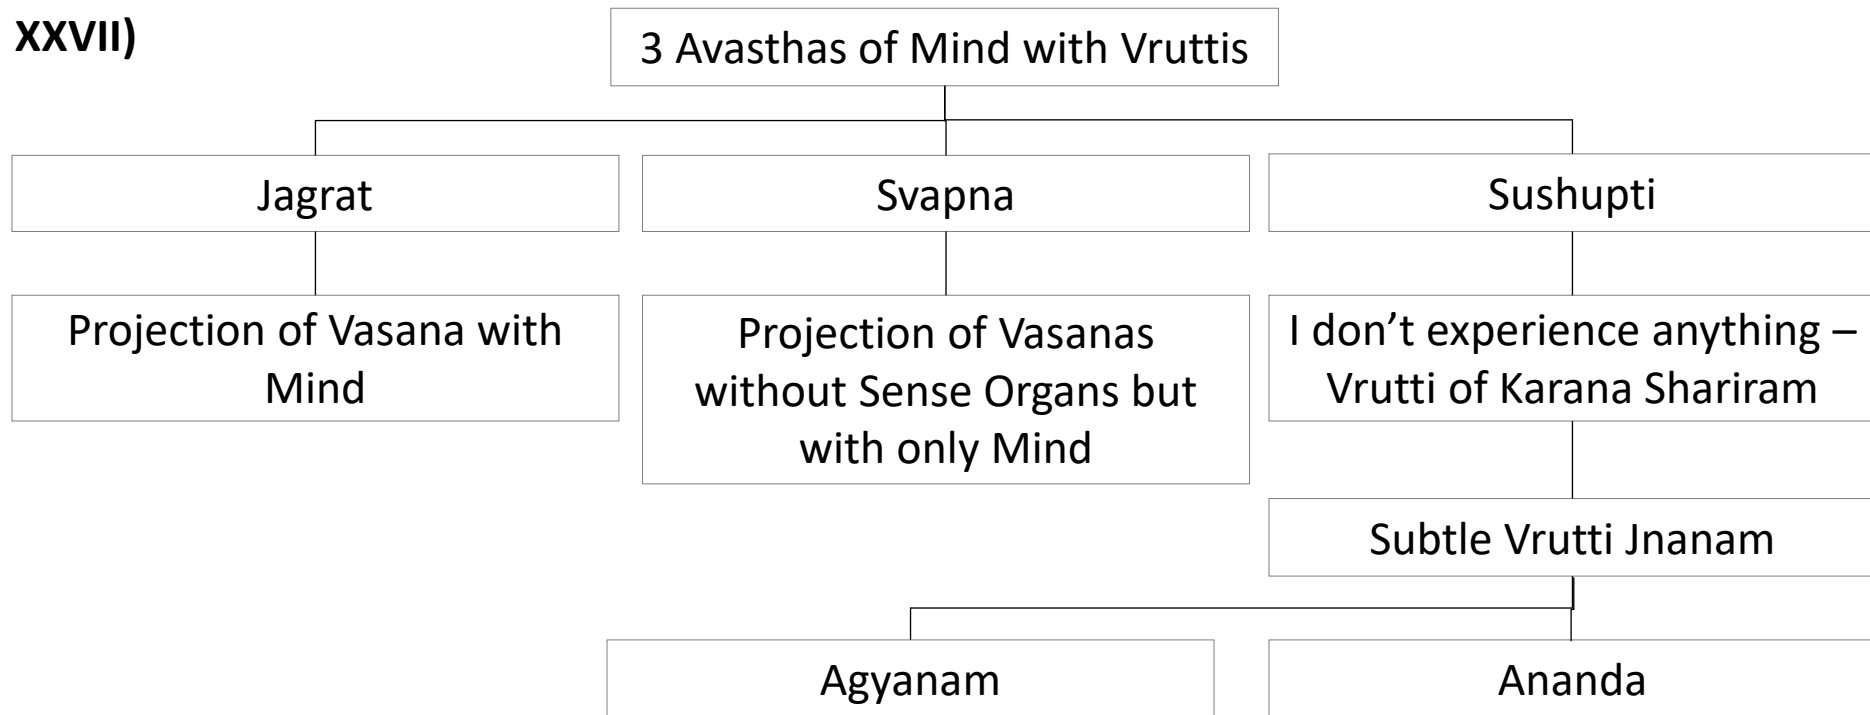 XXVII)
3 Avasthas of Mind with Vruttis
Jagrat
Svapna
Sushupti
Projection of Vasana with
Mind
Projection of Vasanas
without Sense Organs but
with only Mind
I don’t experience anything –
Vrutti of Karana Shariram
Subtle Vrutti Jnanam
Agyanam
Ananda